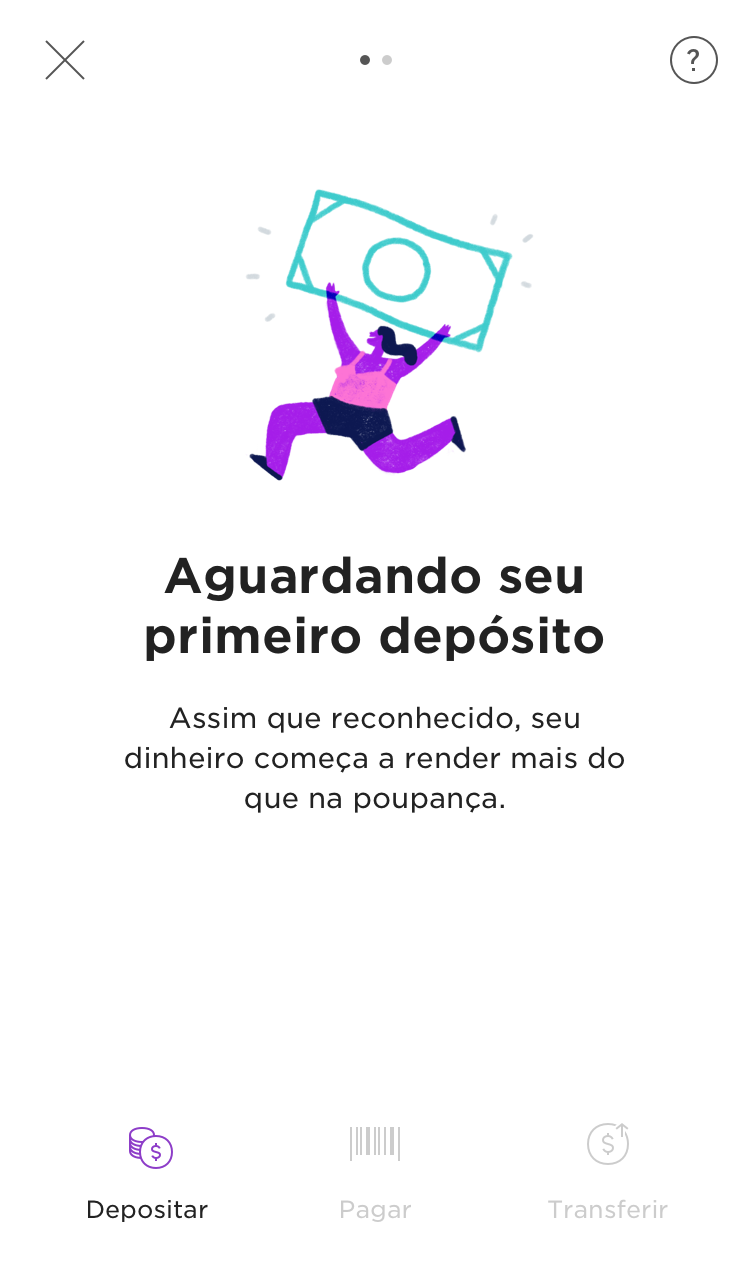 ?
Aguardando seu
primeiro depósito
Assim que reconhecido, seu
dinheiro começa a render mais do
que na poupança.
$ $
Depositar Pagar Transferir